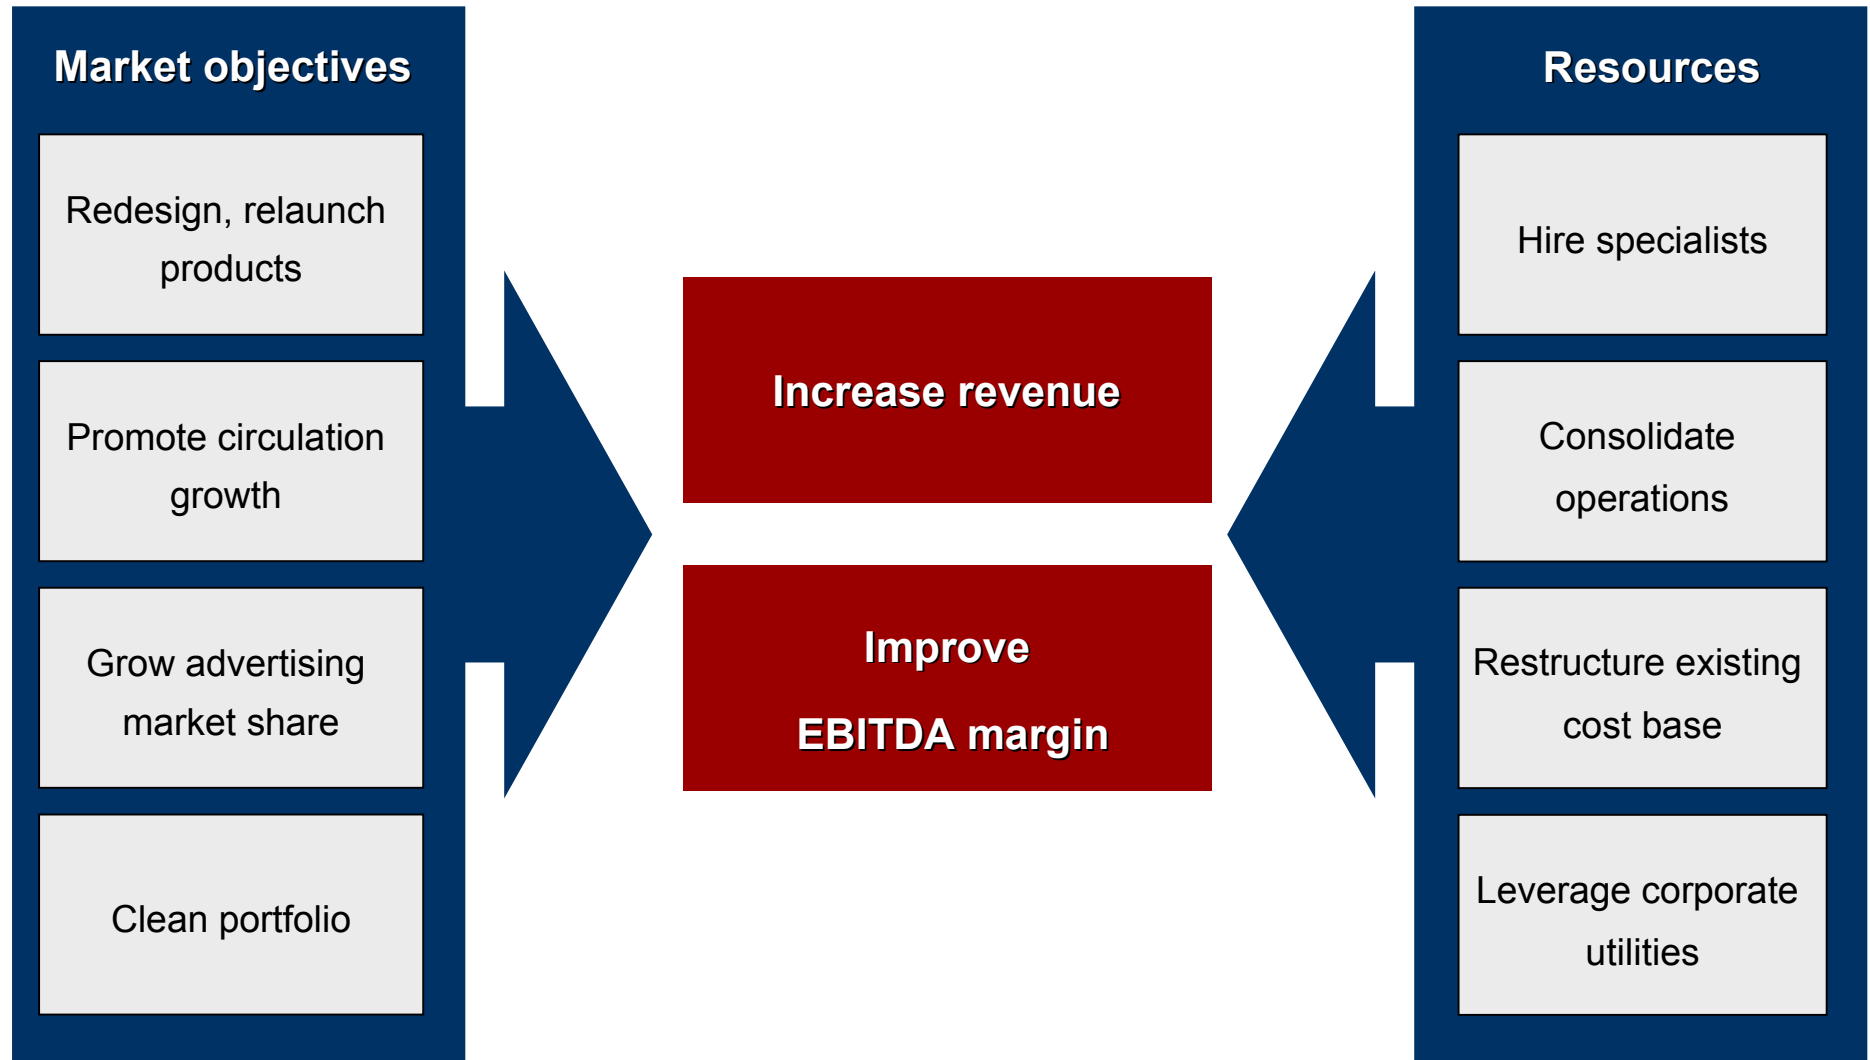 Market objectives
Redesign, relaunch
products
Promote circulation
growth
Grow advertising
market share
Clean portfolio
Increase revenue
Improve
EBITDA margin
Resources
Hire specialists
Consolidate
operations
Restructure existing
cost base
Leverage corporate
utilities